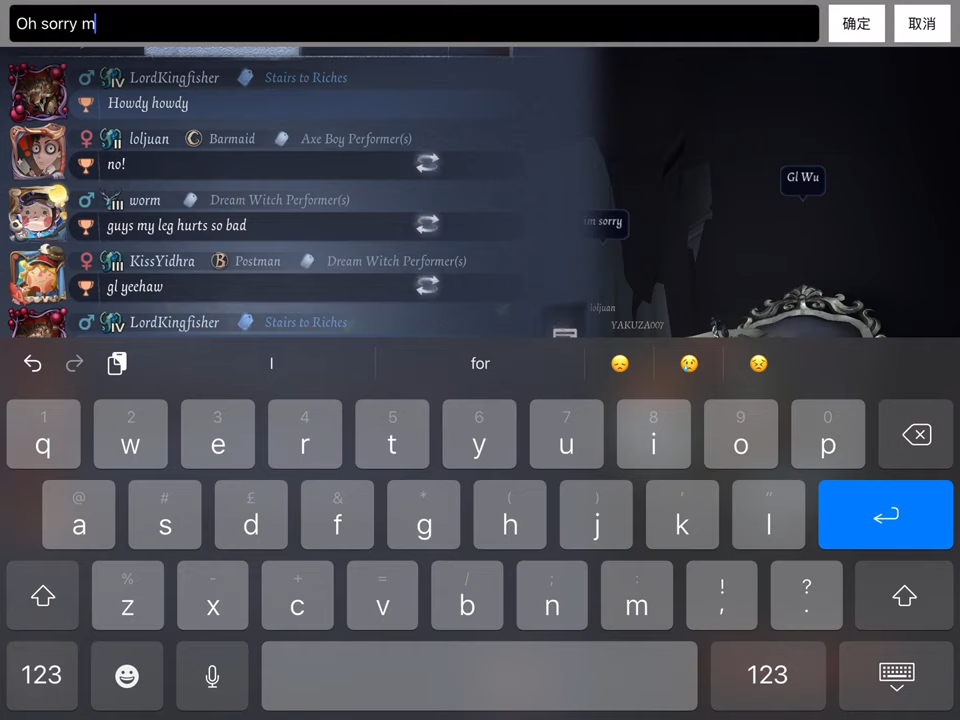 Oh sorry m
确定
取消
LordKingfisher Stairs to Riches
Howdy howdy
loljuan Barmaid Axe Boy Performer(s)
no!
worm Dream Witch Performer(s)
guys my leg hurts so bad
KissYidhra Postman Dream Witch Performer(s)
gl yeehaw
LordKingfisher Stairs to Riches
Gl Wu
im sorry
loljuan
YAKUZA007
I for
1 2 3 4 5 6 7 8 9 0
q w e r t y u i o p
@ # £ & * ( ) ' "
a s d f g h j k l
% - + = / ; : ! ?
z x c v b n m , .
123 123